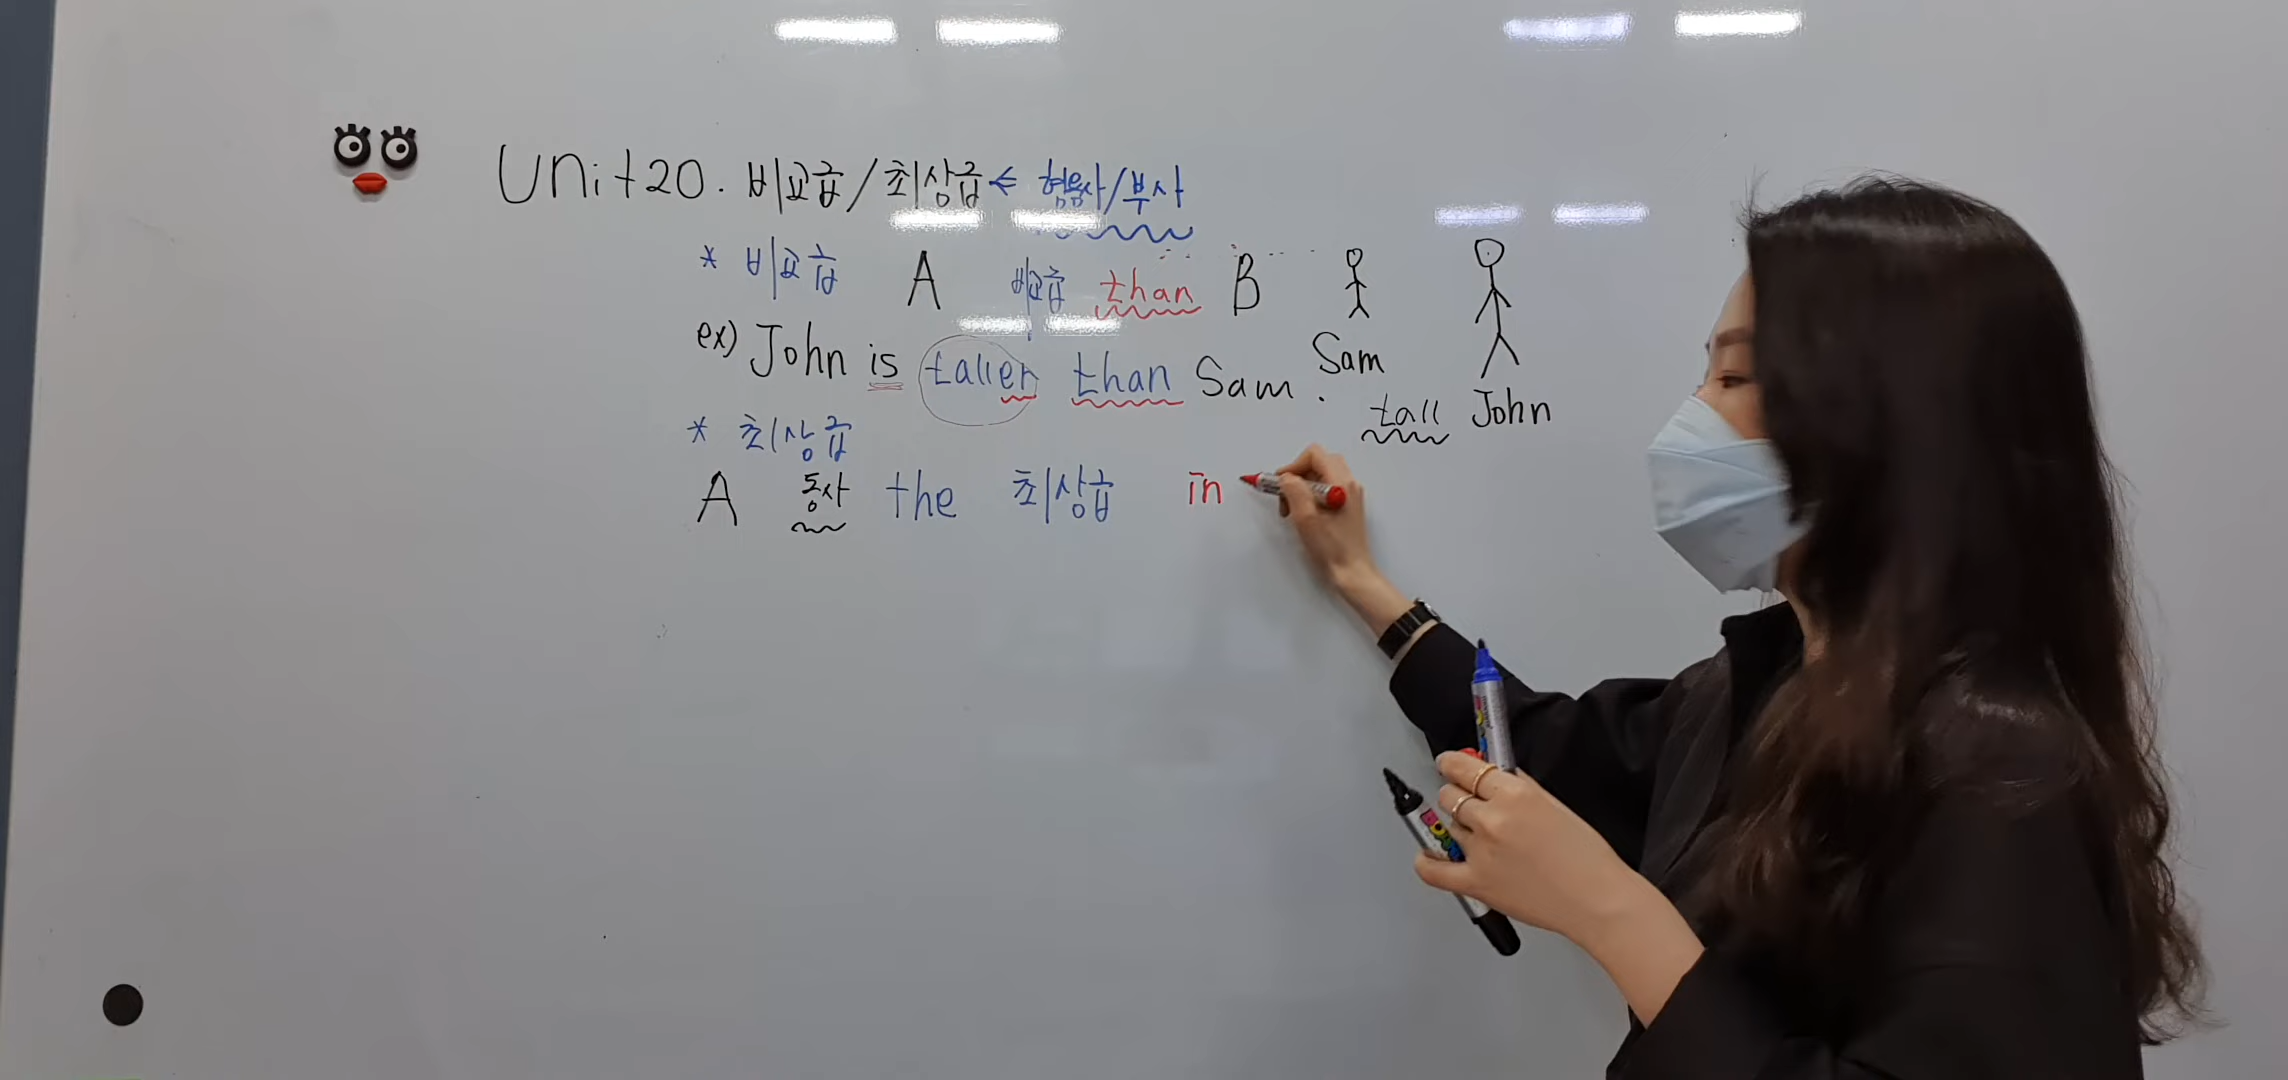 Unit20. 비교급/최상급 ← 형용사/부사
* 비교급 A 비교급 than B
ex) John is taller than Sam.
Sam
tall John
* 최상급
A 동사 the 최상급 in